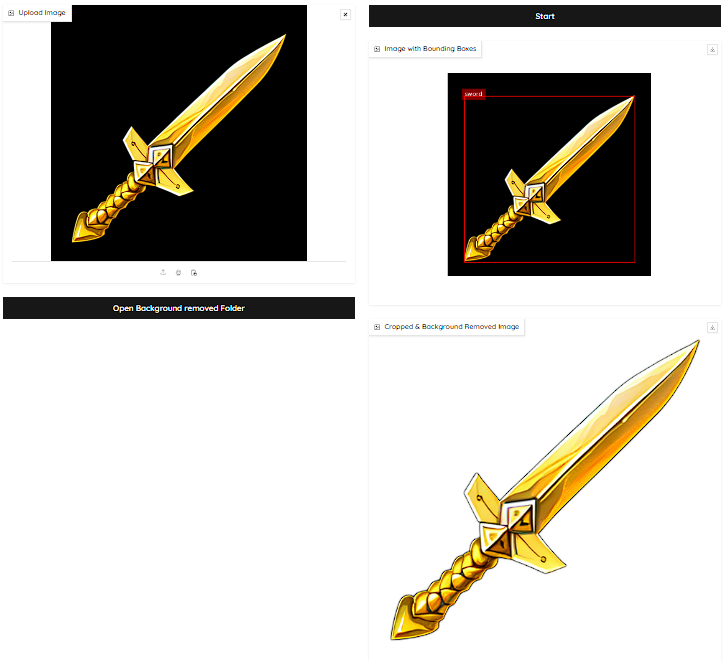 Upload Image
Open Background removed Folder
Start
Image with Bounding Boxes
sword
Cropped & Background Removed Image